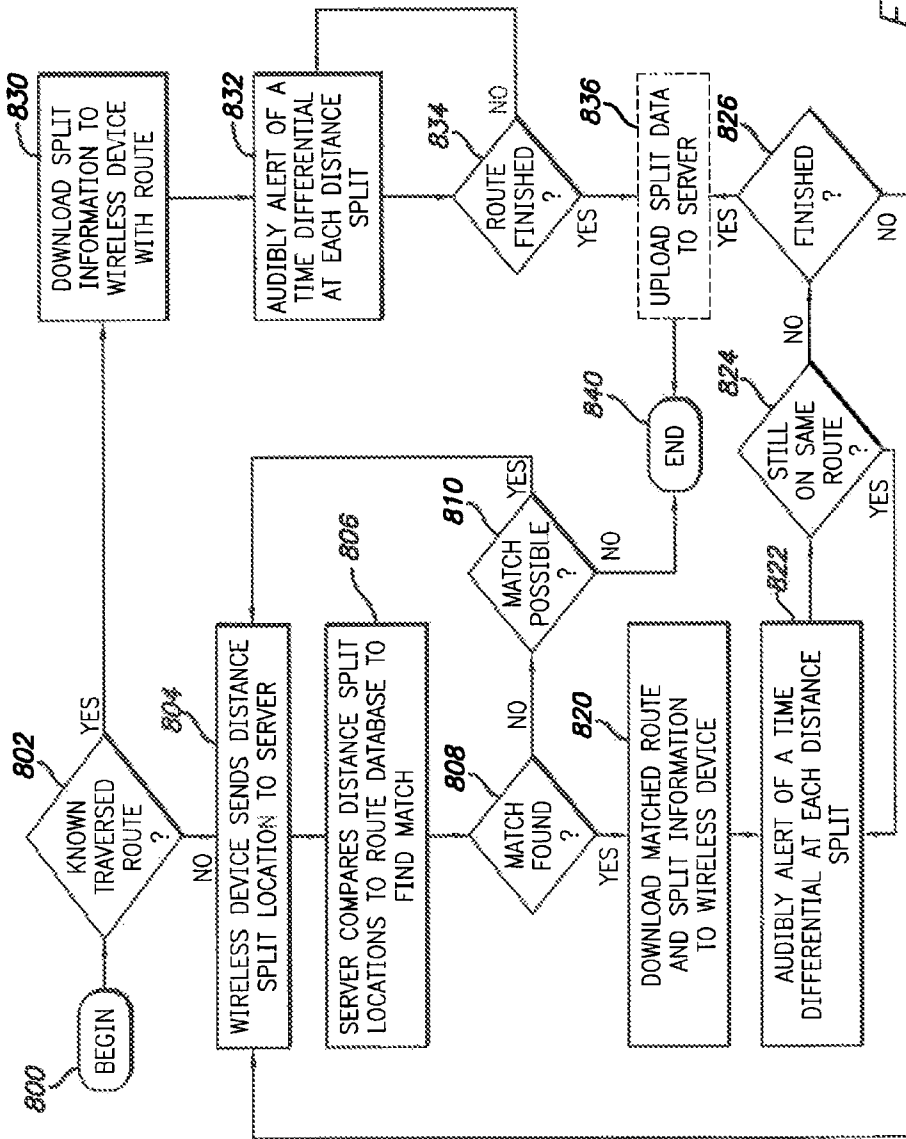 800
BEGIN
802
KNOWN
TRAVERSED
ROUTE
?
YES
NO
830
DOWNLOAD SPLIT
INFORMATION TO
WIRELESS DEVICE
WITH ROUTE
832
AUDIBLY ALERT OF A
TIME DIFFERENTIAL
AT EACH DISTANCE
SPLIT
834
ROUTE
FINISHED
?
NO
YES
836
UPLOAD SPLIT DATA
TO SERVER
840
END
804
WIRELESS DEVICE SENDS DISTANCE
SPLIT LOCATION TO SERVER
806
SERVER COMPARES DISTANCE SPLIT
LOCATIONS TO ROUTE DATABASE TO
FIND MATCH
808
MATCH
FOUND
?
NO
YES
810
MATCH
POSSIBLE
?
YES
NO
820
DOWNLOAD MATCHED ROUTE
AND SPLIT INFORMATION
TO WIRELESS DEVICE
822
AUDIBLY ALERT OF A TIME
DIFFERENTIAL AT EACH DISTANCE
SPLIT
824
STILL
ON SAME
ROUTE
?
YES
NO
826
FINISHED
?
YES
NO